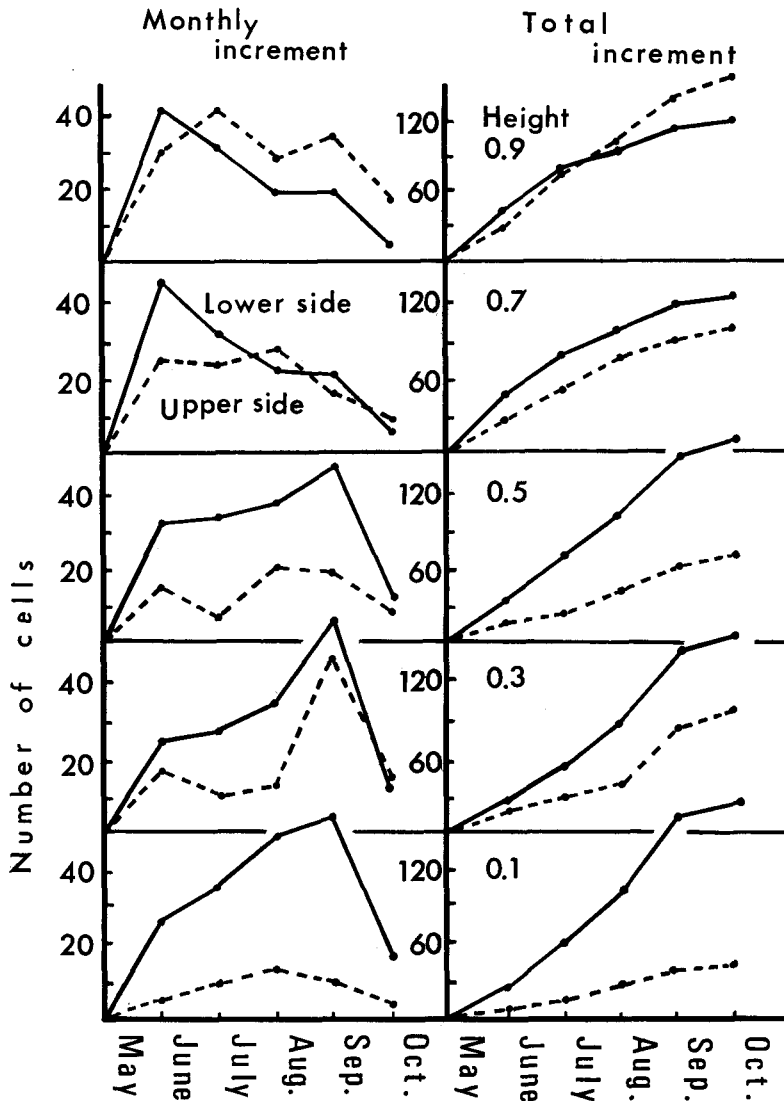 Monthly
increment
Total
increment
40
20
120
60
Height
0.9
40
20
Lower side
Upper side
120
60
0.7
40
20
120
60
0.5
40
20
120
60
0.3
40
20
120
60
0.1
Number of cells
May
June
July
Aug.
Sep.
Oct.
May
June
July
Aug.
Sep.
Oct.